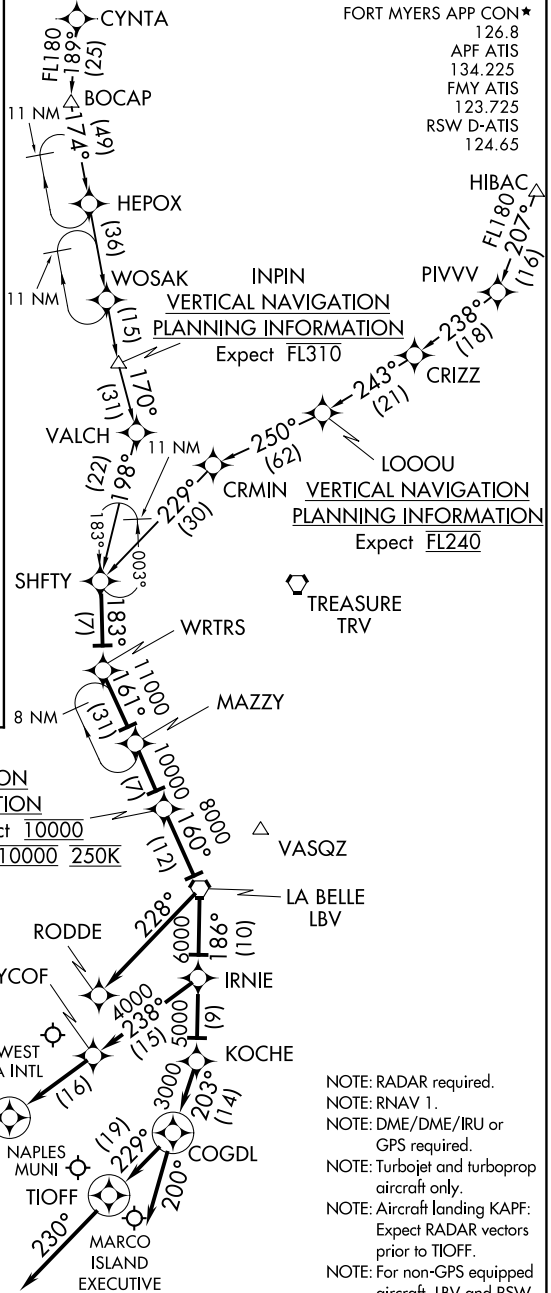 CYNTA
FL180
189°
(25)
BOCAP
11 NM
174°
(49)
HEPOX
(36)
11 NM
WOSAK
(15)
INPIN
VERTICAL NAVIGATION
PLANNING INFORMATION
Expect FL310
170°
(31)
VALCH
FORT MYERS APP CON★
126.8
APF ATIS
134.225
FMY ATIS
123.725
RSW D-ATIS
124.65
HIBAC
FL180
207°
(16)
PIVVV
238°
(18)
CRIZZ
243°
(21)
LOOOU
VERTICAL NAVIGATION
PLANNING INFORMATION
Expect FL240
250°
(62)
CRMIN
229°
(30)
198°
(22)
11 NM
183°
003°
SHFTY
183°
(7)
TREASURE
TRV
WRTRS
11000
161°
(31)
8 NM
MAZZY
10000
(7)
ON
TION
ct 10000
10000 250K
8000
160°
(12)
VASQZ
LA BELLE
LBV
228°
RODDE
6000
186°
(10)
IRNIE
YCOF
4000
238°
(15)
5000
(9)
WEST
A INTL
(16)
KOCHE
3000
203°
(14)
COGDL
(19)
229°
NAPLES
MUNI
TIOFF
200°
230°
MARCO
ISLAND
EXECUTIVE
NOTE: RADAR required.
NOTE: RNAV 1.
NOTE: DME/DME/IRU or
GPS required.
NOTE: Turbojet and turboprop
aircraft only.
NOTE: Aircraft landing KAPF:
Expect RADAR vectors
prior to TIOFF.
NOTE: For non-GPS equipped
aircraft, LBV and RSW